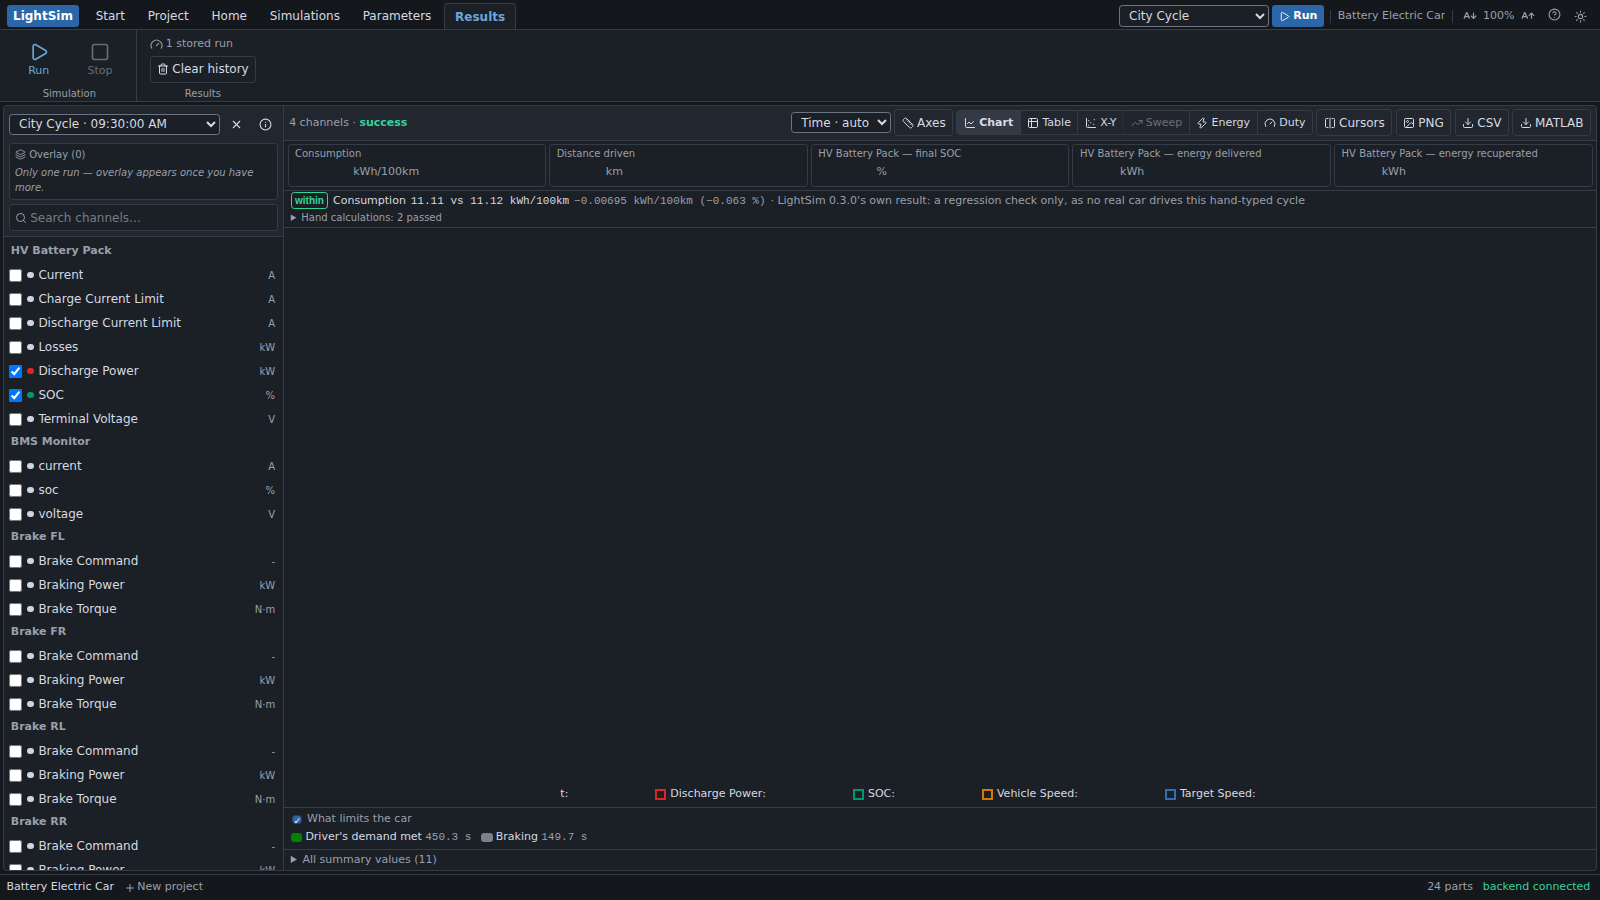 LightSim Start Project Home Simulations Parameters Results City Cycle Run Battery Electric Car A 100% A
Run Stop
Simulation
1 stored run
Clear history
Results
City Cycle · 09:30:00 AM
Overlay (0)
Only one run — overlay appears once you have
more.
Search channels…
HV Battery Pack
Current A
Charge Current Limit A
Discharge Current Limit A
Losses kW
Discharge Power kW
SOC %
Terminal Voltage V
BMS Monitor
current A
soc %
voltage V
Brake FL
Brake Command -
Braking Power kW
Brake Torque N·m
Brake FR
Brake Command -
Braking Power kW
Brake Torque N·m
Brake RL
Brake Command -
Braking Power kW
Brake Torque N·m
Brake RR
Brake Command -
Braking Power kW
4 channels · success
Time · auto Axes Chart Table X-Y Sweep Energy Duty Cursors PNG CSV MATLAB
Consumption
kWh/100km
Distance driven
km
HV Battery Pack — final SOC
%
HV Battery Pack — energy delivered
kWh
HV Battery Pack — energy recuperated
kWh
within Consumption 11.11 vs 11.12 kWh/100km −0.00695 kWh/100km (−0.063 %) · LightSim 0.3.0's own result: a regression check only, as no real car drives this hand-typed cycle
Hand calculations: 2 passed
t: Discharge Power: SOC: Vehicle Speed: Target Speed:
What limits the car
Driver's demand met 450.3 s Braking 149.7 s
All summary values (11)
Battery Electric Car New project 24 parts backend connected